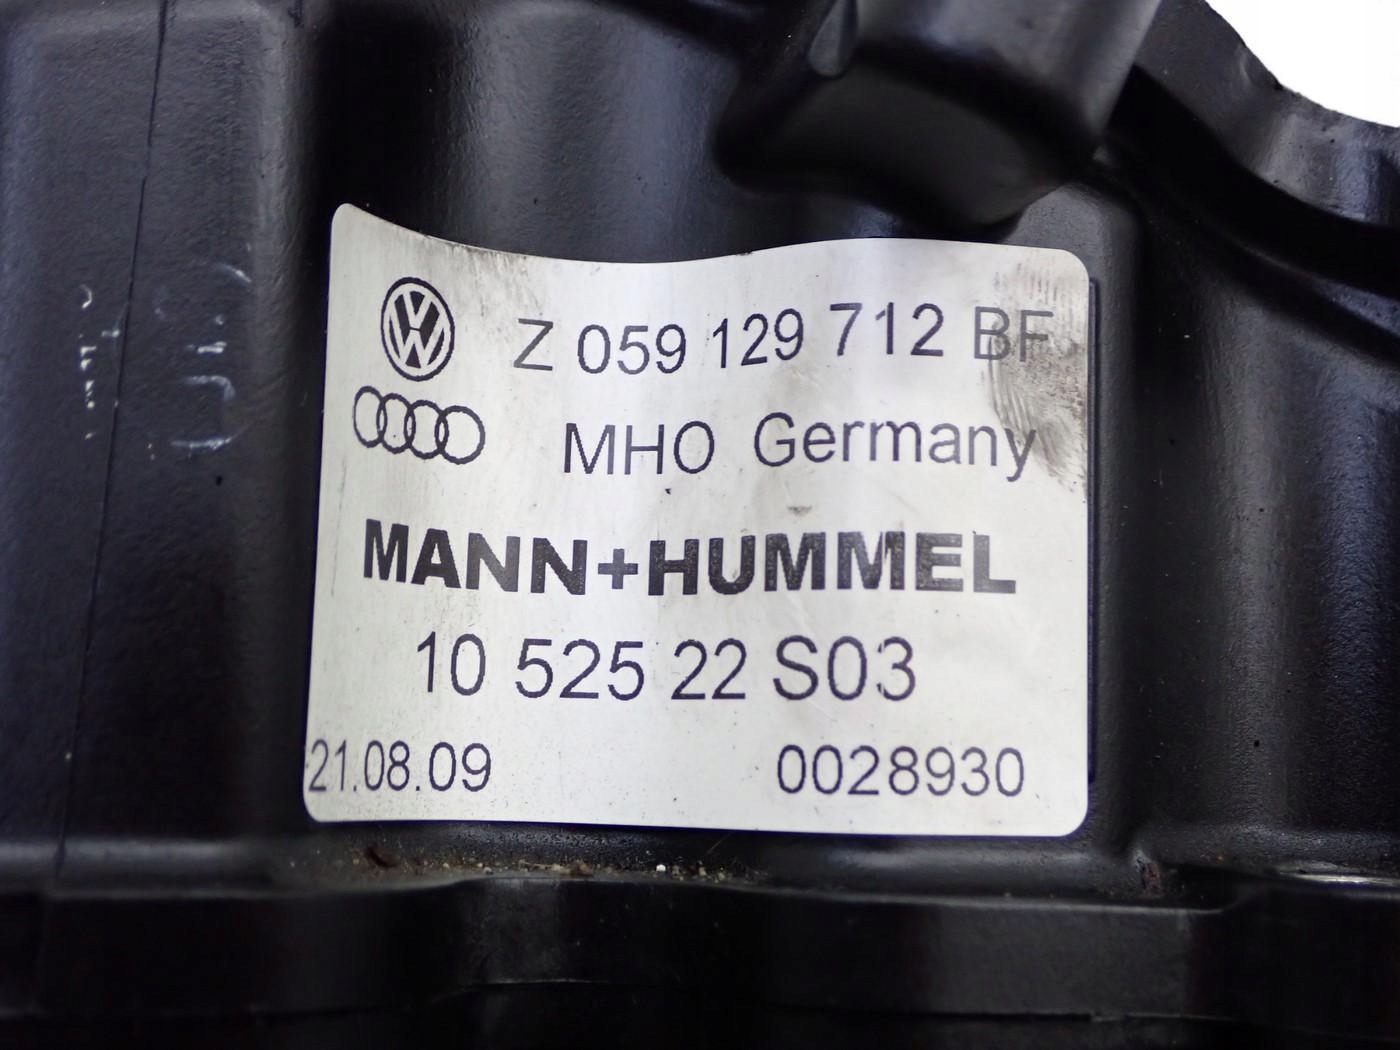 Z 059 129 712 BF
MHO Germany
MANN+HUMMEL
10 525 22 S03
21.08.09 0028930